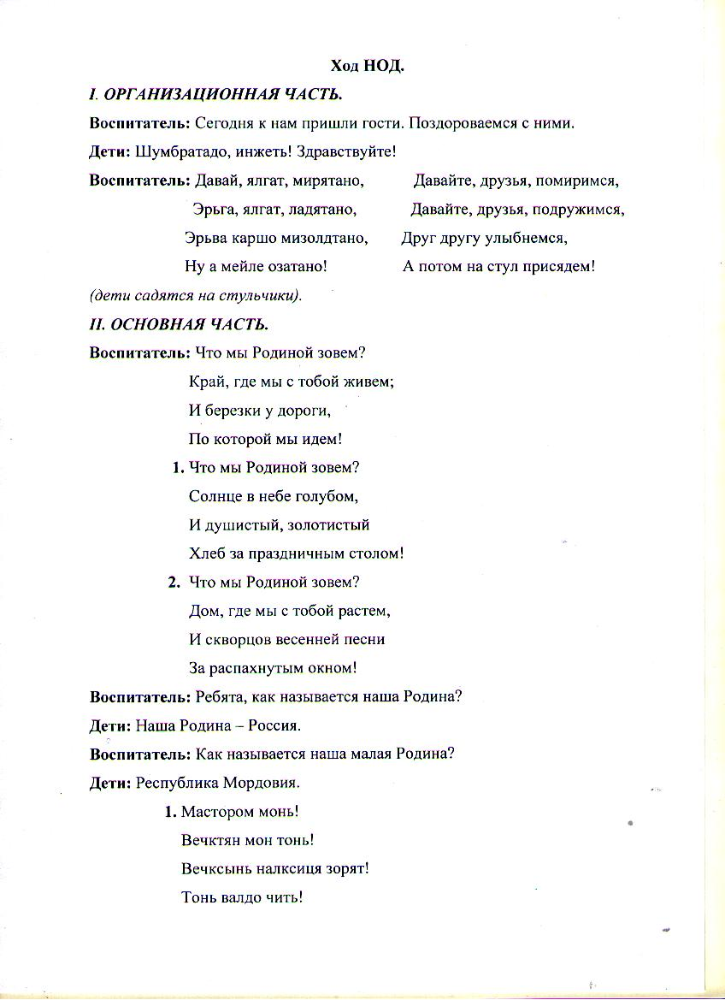 Ход НОД.
I. ОРГАНИЗАЦИОННАЯ ЧАСТЬ.
Воспитатель: Сегодня к нам пришли гости. Поздороваемся с ними.
Дети: Шумбратадо, инжеть! Здравствуйте!
Воспитатель: Давай, ялгат, мирятано, Давайте, друзья, помиримся,
Эрьга, ялгат, ладятано, Давайте, друзья, подружимся,
Эрьва каршо мизолдтано, Друг другу улыбнемся,
Ну а мейле озатано! А потом на стул присядем!
(дети садятся на стульчики).
II. ОСНОВНАЯ ЧАСТЬ.
Воспитатель: Что мы Родиной зовем?
Край, где мы с тобой живем;
И березки у дороги,
По которой мы идем!
1. Что мы Родиной зовем?
Солнце в небе голубом,
И душистый, золотистый
Хлеб за праздничным столом!
2. Что мы Родиной зовем?
Дом, где мы с тобой растем,
И скворцов весенней песни
За распахнутым окном!
Воспитатель: Ребята, как называется наша Родина?
Дети: Наша Родина – Россия.
Воспитатель: Как называется наша малая Родина?
Дети: Республика Мордовия.
1. Мастором монь!
Вечктян мон тонь!
Вечксынь налксиця зорят!
Тонь валдо чить!